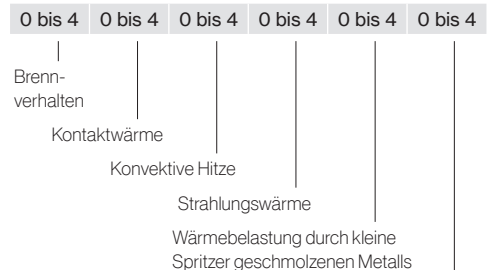 0 bis 4 0 bis 4 0 bis 4 0 bis 4 0 bis 4 0 bis 4
Brenn-
verhalten
Kontaktwärme
Konvektive Hitze
Strahlungswärme
Wärmebelastung durch kleine
Spritzer geschmolzenen Metalls